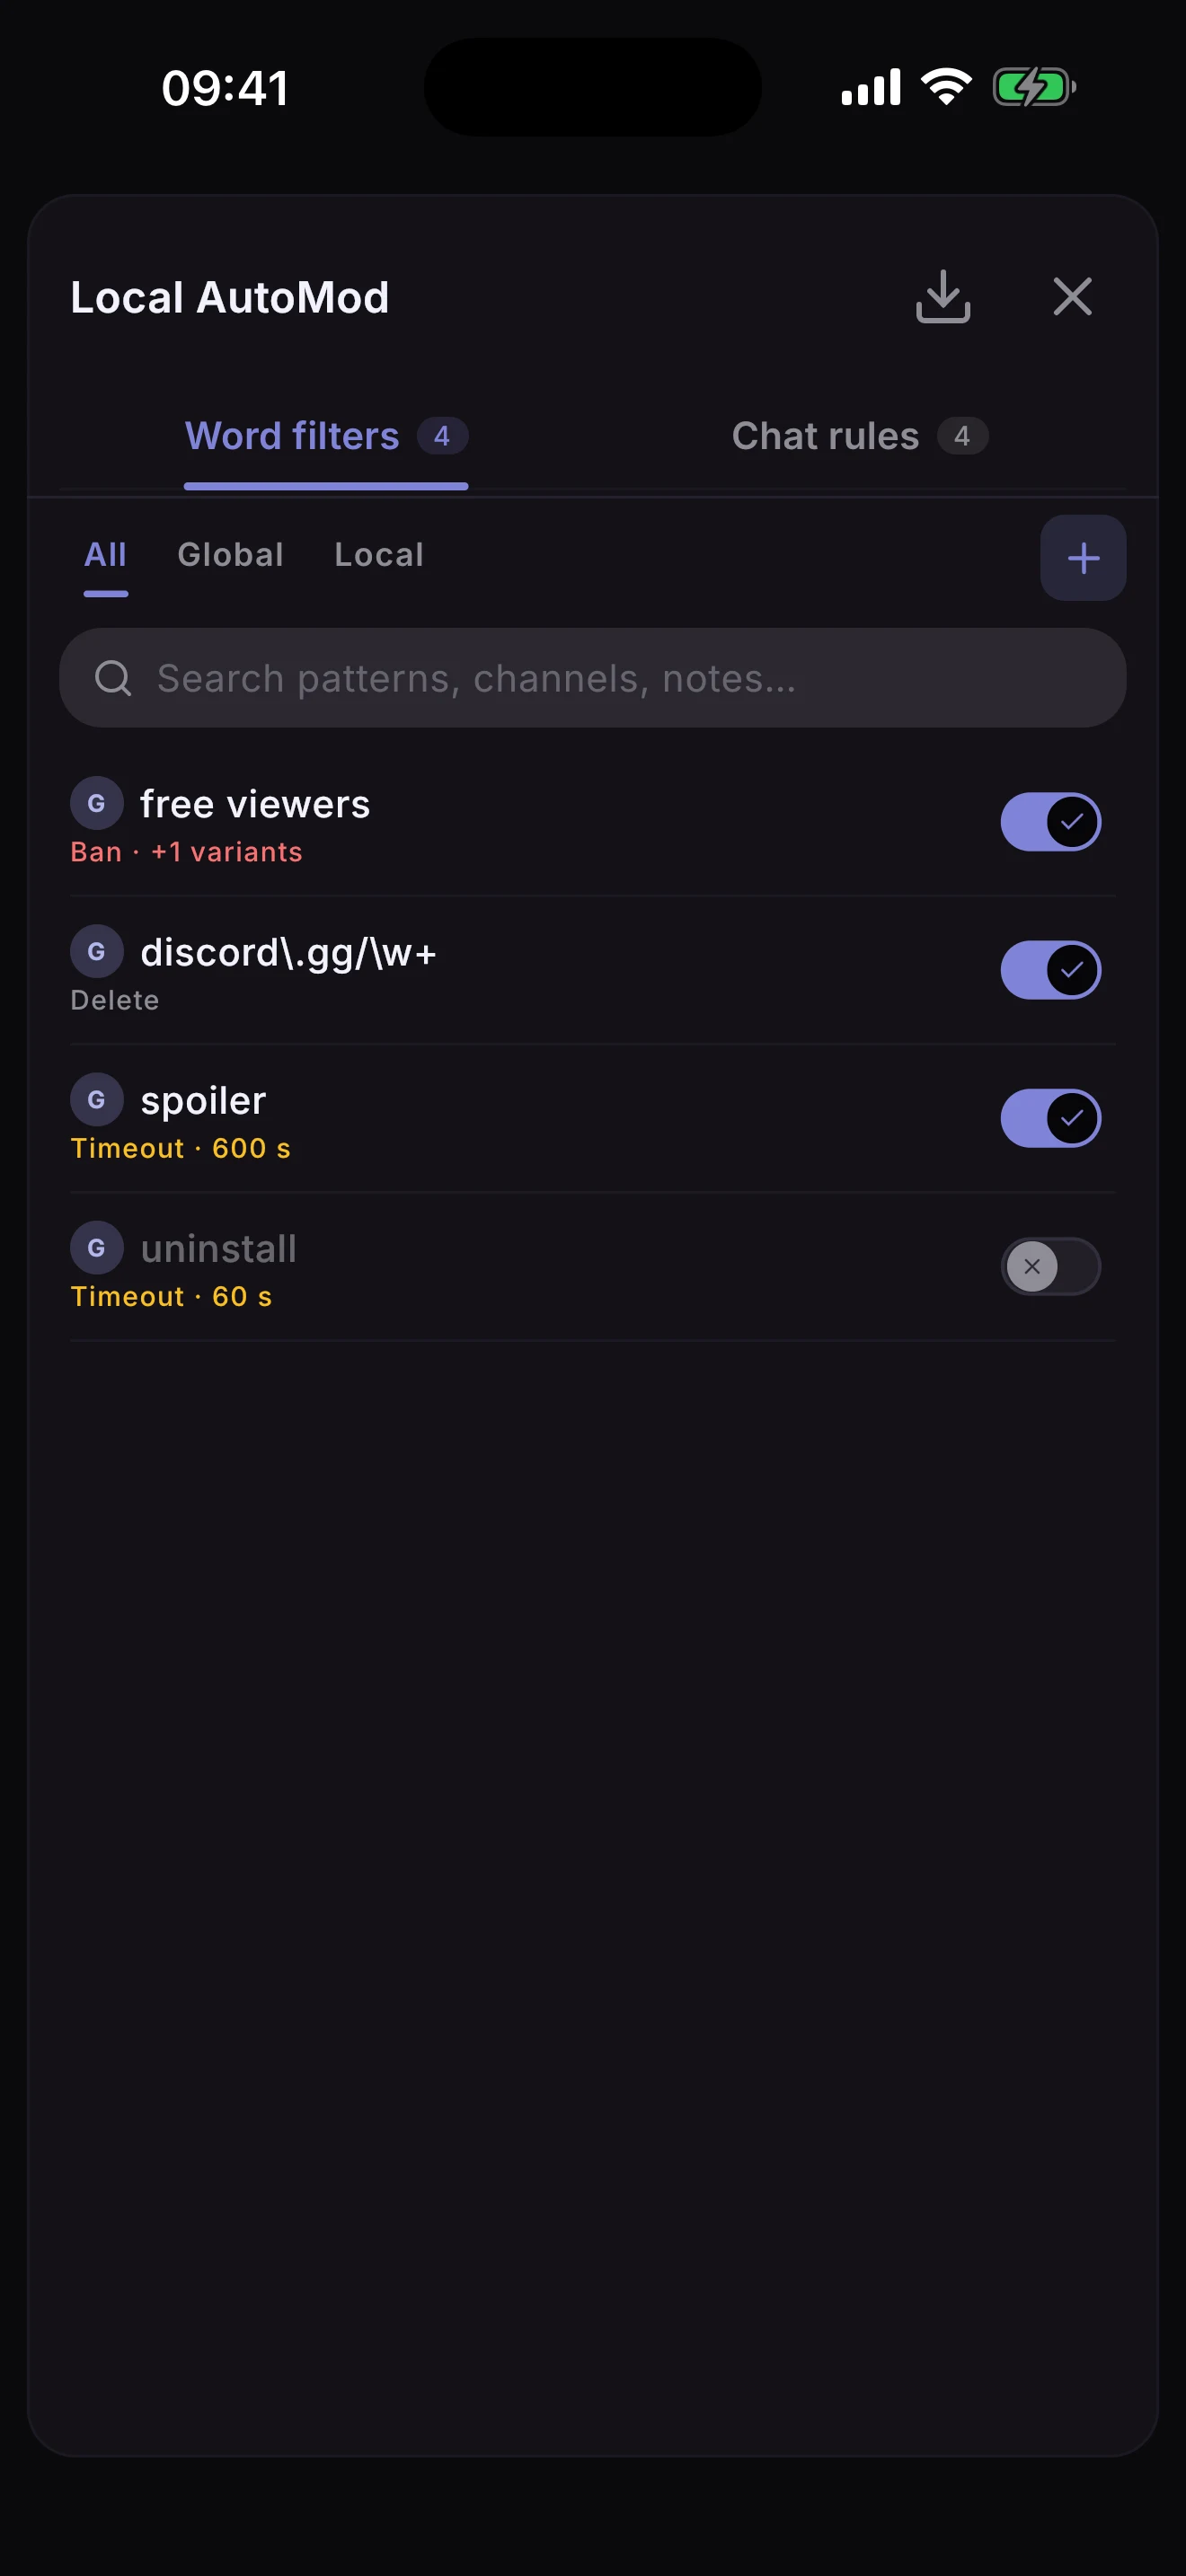 09:41
Local AutoMod
Word filters 4
Chat rules 4
All
Global
Local
Search patterns, channels, notes...
G free viewers
Ban · +1 variants
G discord\.gg/\w+
Delete
G spoiler
Timeout · 600 s
G uninstall
Timeout · 60 s